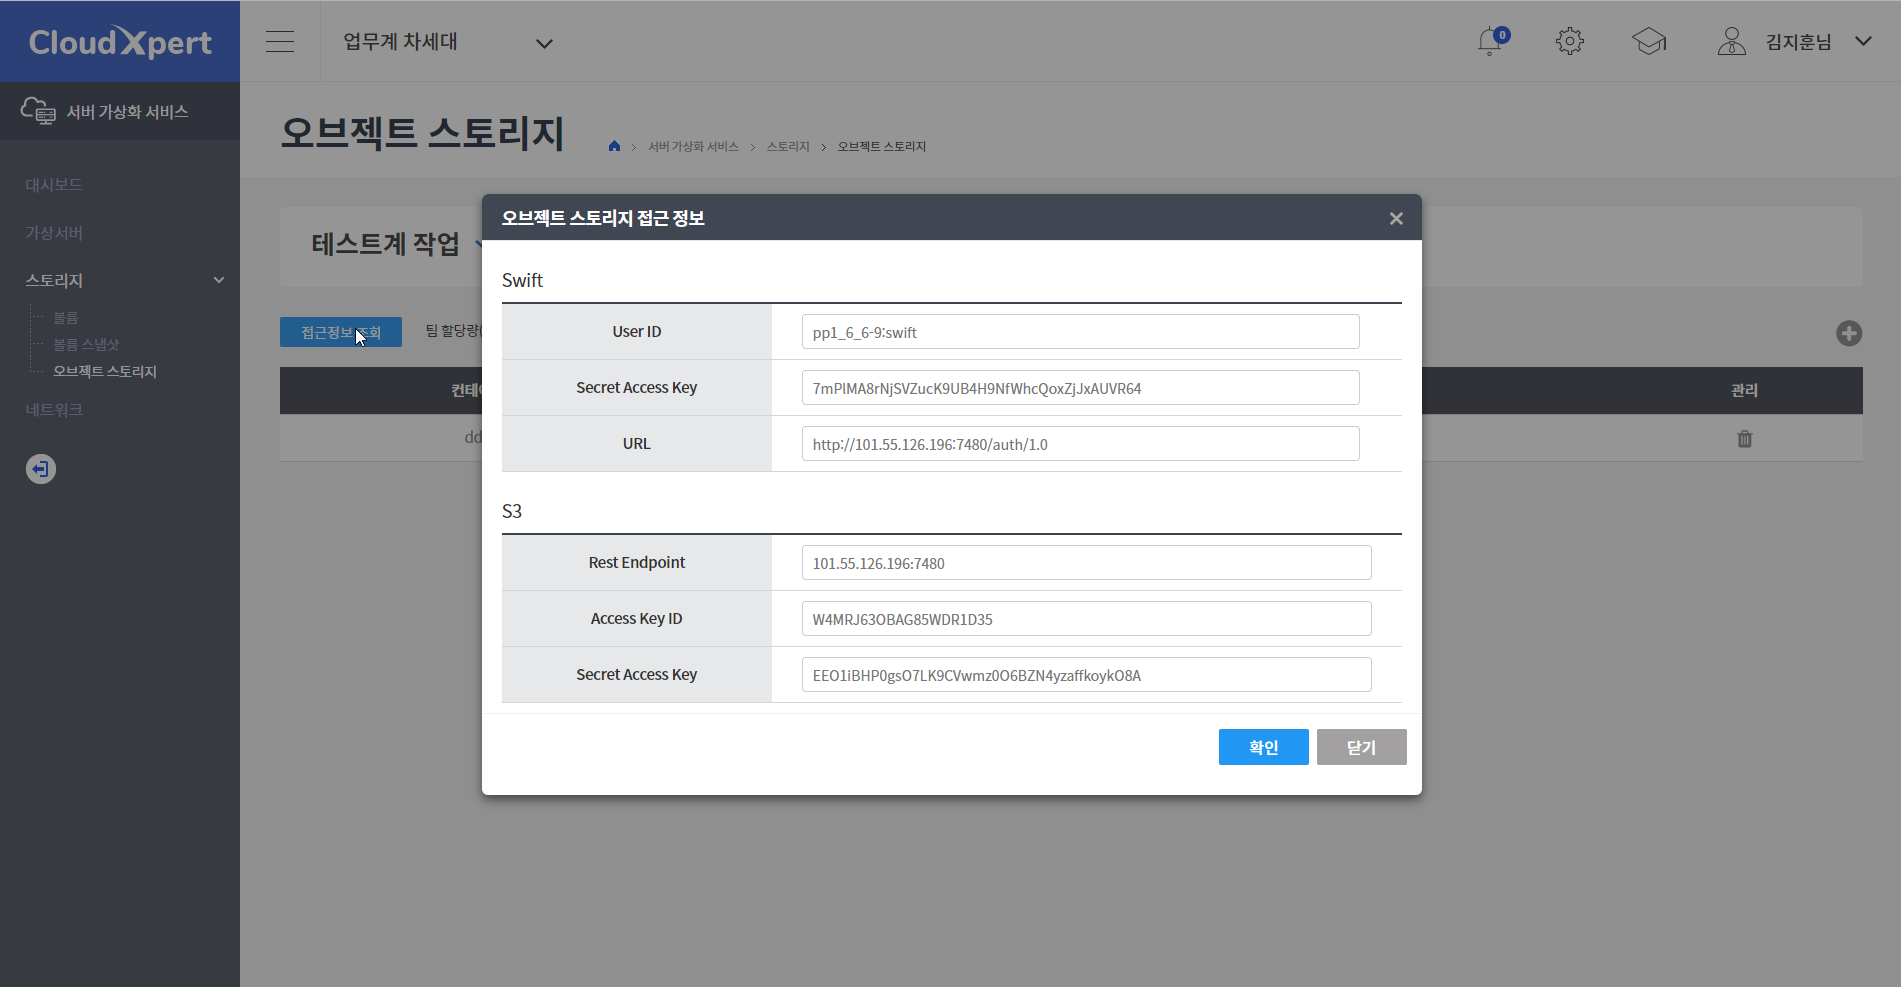 CloudXpert
업무계 차세대
0
김지훈님
서버 가상화 서비스
대시보드
가상서버
스토리지
볼륨
볼륨 스냅샷
오브젝트 스토리지
네트워크
오브젝트 스토리지
서버 가상화 서비스 > 스토리지 > 오브젝트 스토리지
테스트계 작업
접근정보 조회
팀 할당량
관리
오브젝트 스토리지 접근 정보
Swift
User ID
pp1_6_6-9:swift
Secret Access Key
7mPlMA8rNjSVZucK9UB4H9NfWhcQoxZjJxAUVR64
URL
http://101.55.126.196:7480/auth/1.0
S3
Rest Endpoint
101.55.126.196:7480
Access Key ID
W4MRJ63OBAG85WDR1D35
Secret Access Key
EEO1iBHP0gsO7LK9CVwmz0O6BZN4yzaffkoykO8A
확인
닫기